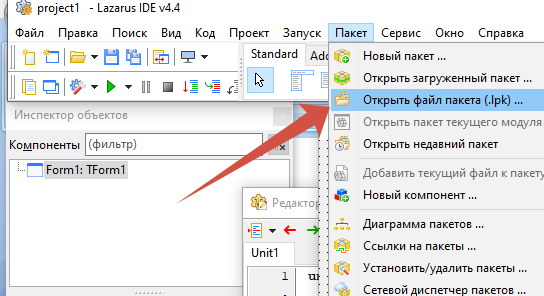 project1 - Lazarus IDE v4.4
Файл Правка Поиск Вид Код Проект Запуск Пакет Сервис Окно Справка
Standard
Инспектор объектов
Компоненты (фильтр)
Form1: TForm1
Редактор
Unit1
1
Новый пакет ...
Открыть загруженный пакет ...
Открыть файл пакета (.lpk) ...
Открыть пакет текущего модуля
Открыть недавний пакет
Добавить текущий файл к пакету
Новый компонент ...
Диаграмма пакетов ...
Ссылки на пакеты ...
Установить/удалить пакеты ...
Сетевой диспетчер пакетов ...